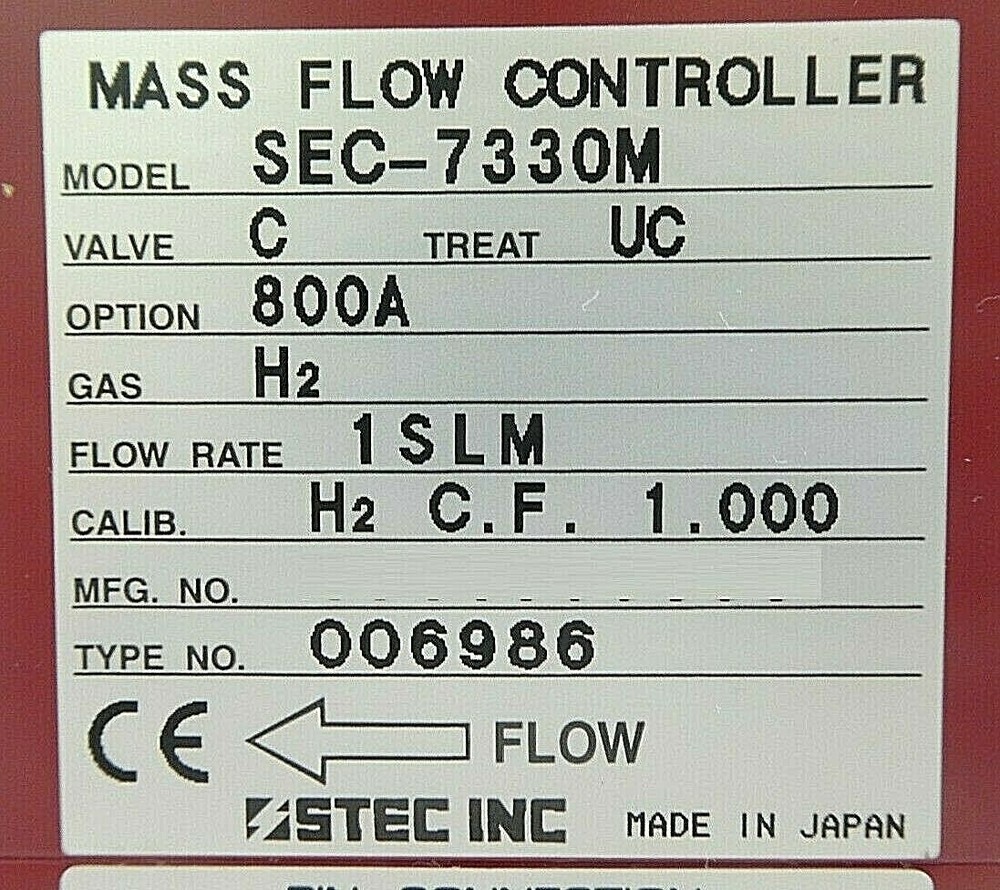 MASS FLOW CONTROLLER
MODEL SEC-7330M
VALVE C TREAT UC
OPTION 800A
GAS H2
FLOW RATE 1SLM
CALIB. H2 C.F. 1.000
MFG. NO.
TYPE NO. 006986
CE FLOW
STEC INC MADE IN JAPAN